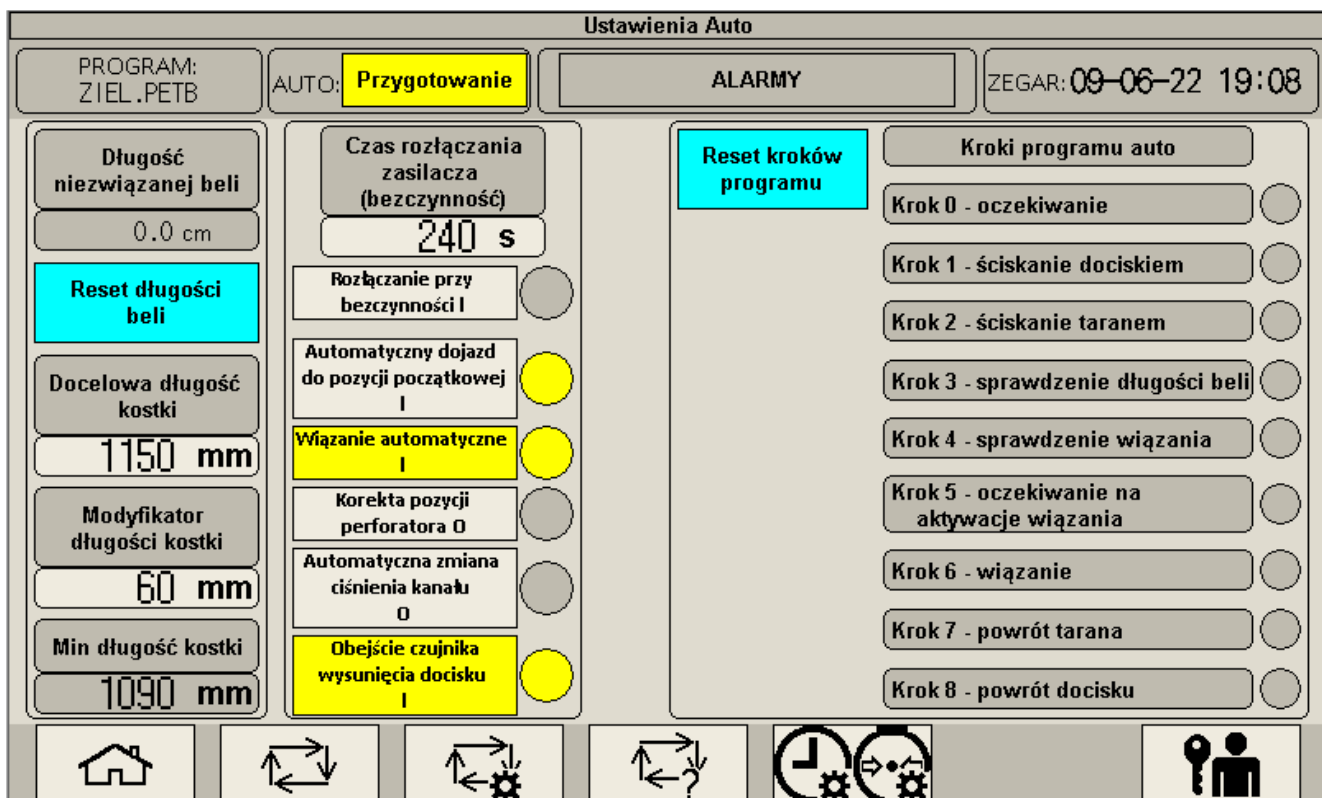 Ustawienia Auto
PROGRAM:
ZIEL.PETB
AUTO: Przygotowanie
ALARMY
ZEGAR: 09-06-22 19:08
Długość
niezwiązanej beli
0.0 cm
Reset długości
beli
Docelowa długość
kostki
1150 mm
Modyfikator
długości kostki
60 mm
Min długość kostki
1090 mm
Czas rozłączania
zasilacza
(bezczynność)
240 s
Rozłączanie przy
bezczynności I
Automatyczny dojazd
do pozycji początkowej
I
Wiązanie automatyczne
I
Korekta pozycji
perforatora O
Automatyczna zmiana
ciśnienia kanału
O
Obejście czujnika
wysunięcia docisku
I
Reset kroków
programu
Kroki programu auto
Krok 0 - oczekiwanie
Krok 1 - ściskanie dociskiem
Krok 2 - ściskanie taranem
Krok 3 - sprawdzenie długości beli
Krok 4 - sprawdzenie wiązania
Krok 5 - oczekiwanie na
aktywacje wiązania
Krok 6 - wiązanie
Krok 7 - powrót tarana
Krok 8 - powrót docisku
?